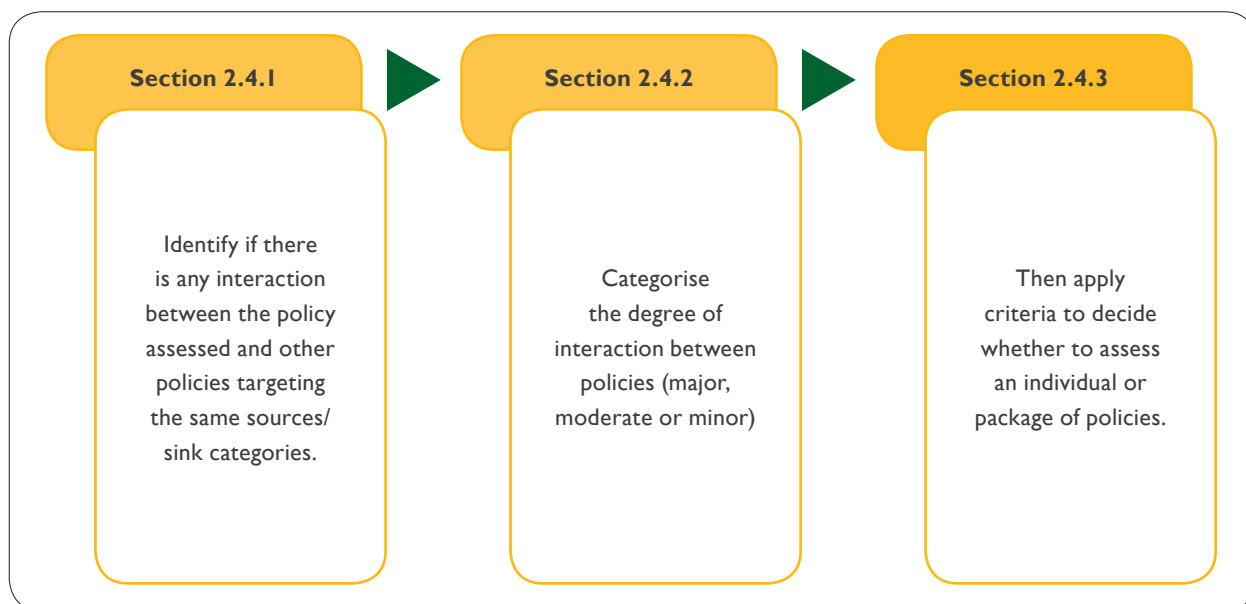 Section 2.4.1
Identify if there
is any interaction
between the policy
assessed and other
policies targeting
the same sources/
sink categories.
Section 2.4.2
Categorise
the degree of
interaction between
policies (major,
moderate or minor)
Section 2.4.3
Then apply
criteria to decide
whether to assess
an individual or
package of policies.